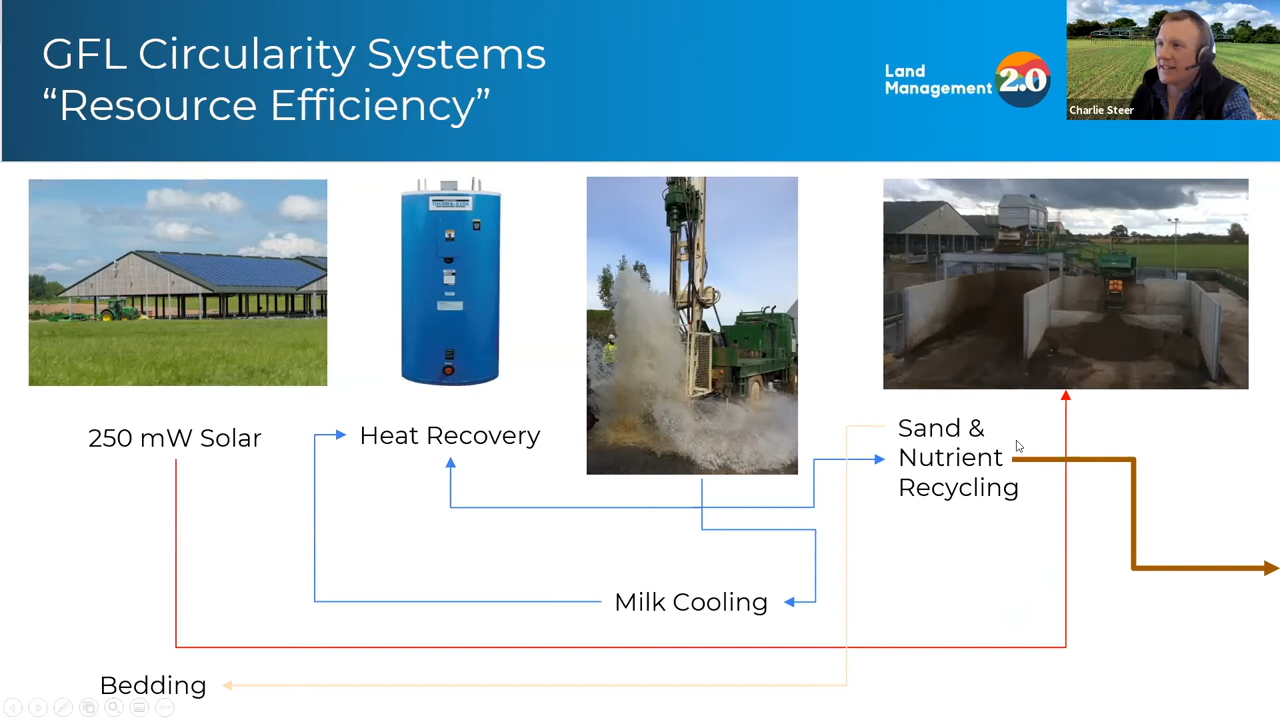 GFL Circularity Systems
“Resource Efficiency”
Land
Management
2.0
Charlie Steer
250 mW Solar
Heat Recovery
Sand &
Nutrient
Recycling
Milk Cooling
Bedding